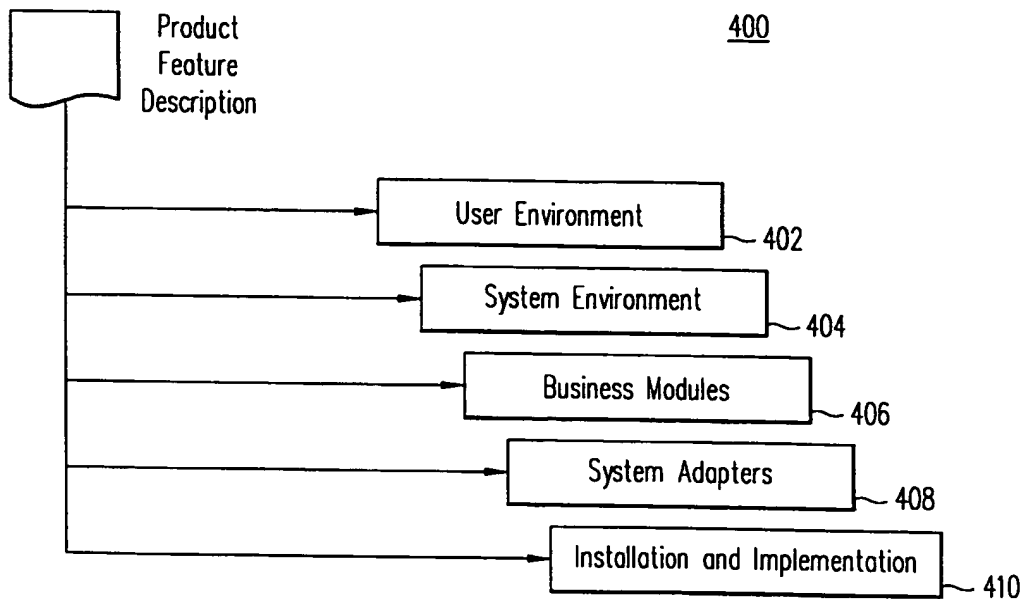 Product
Feature
Description
400
User Environment
402
System Environment
404
Business Modules
406
System Adapters
408
Installation and Implementation
410